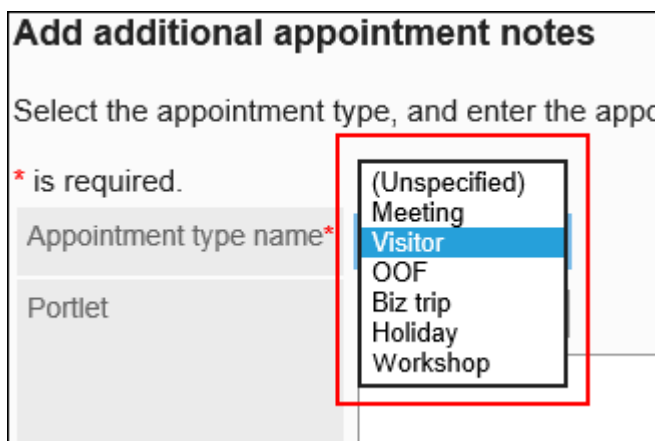 Add additional appointment notes
Select the appointment type, and enter the appo
* is required.
Appointment type name*
(Unspecified)
Meeting
Visitor
OOF
Biz trip
Holiday
Workshop
Portlet